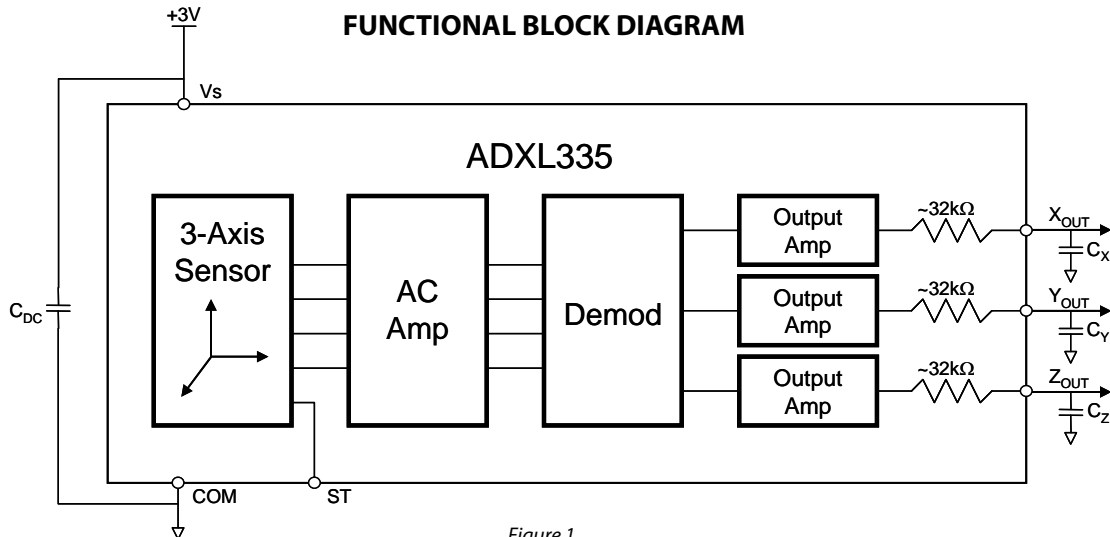 FUNCTIONAL BLOCK DIAGRAM
+3V
Vs
ADXL335
3-Axis
Sensor
AC
Amp
Demod
Output
Amp
~32kΩ
XOUT
CX
Output
Amp
~32kΩ
YOUT
CY
Output
Amp
~32kΩ
ZOUT
CZ
CDC
COM
ST
Figure 1